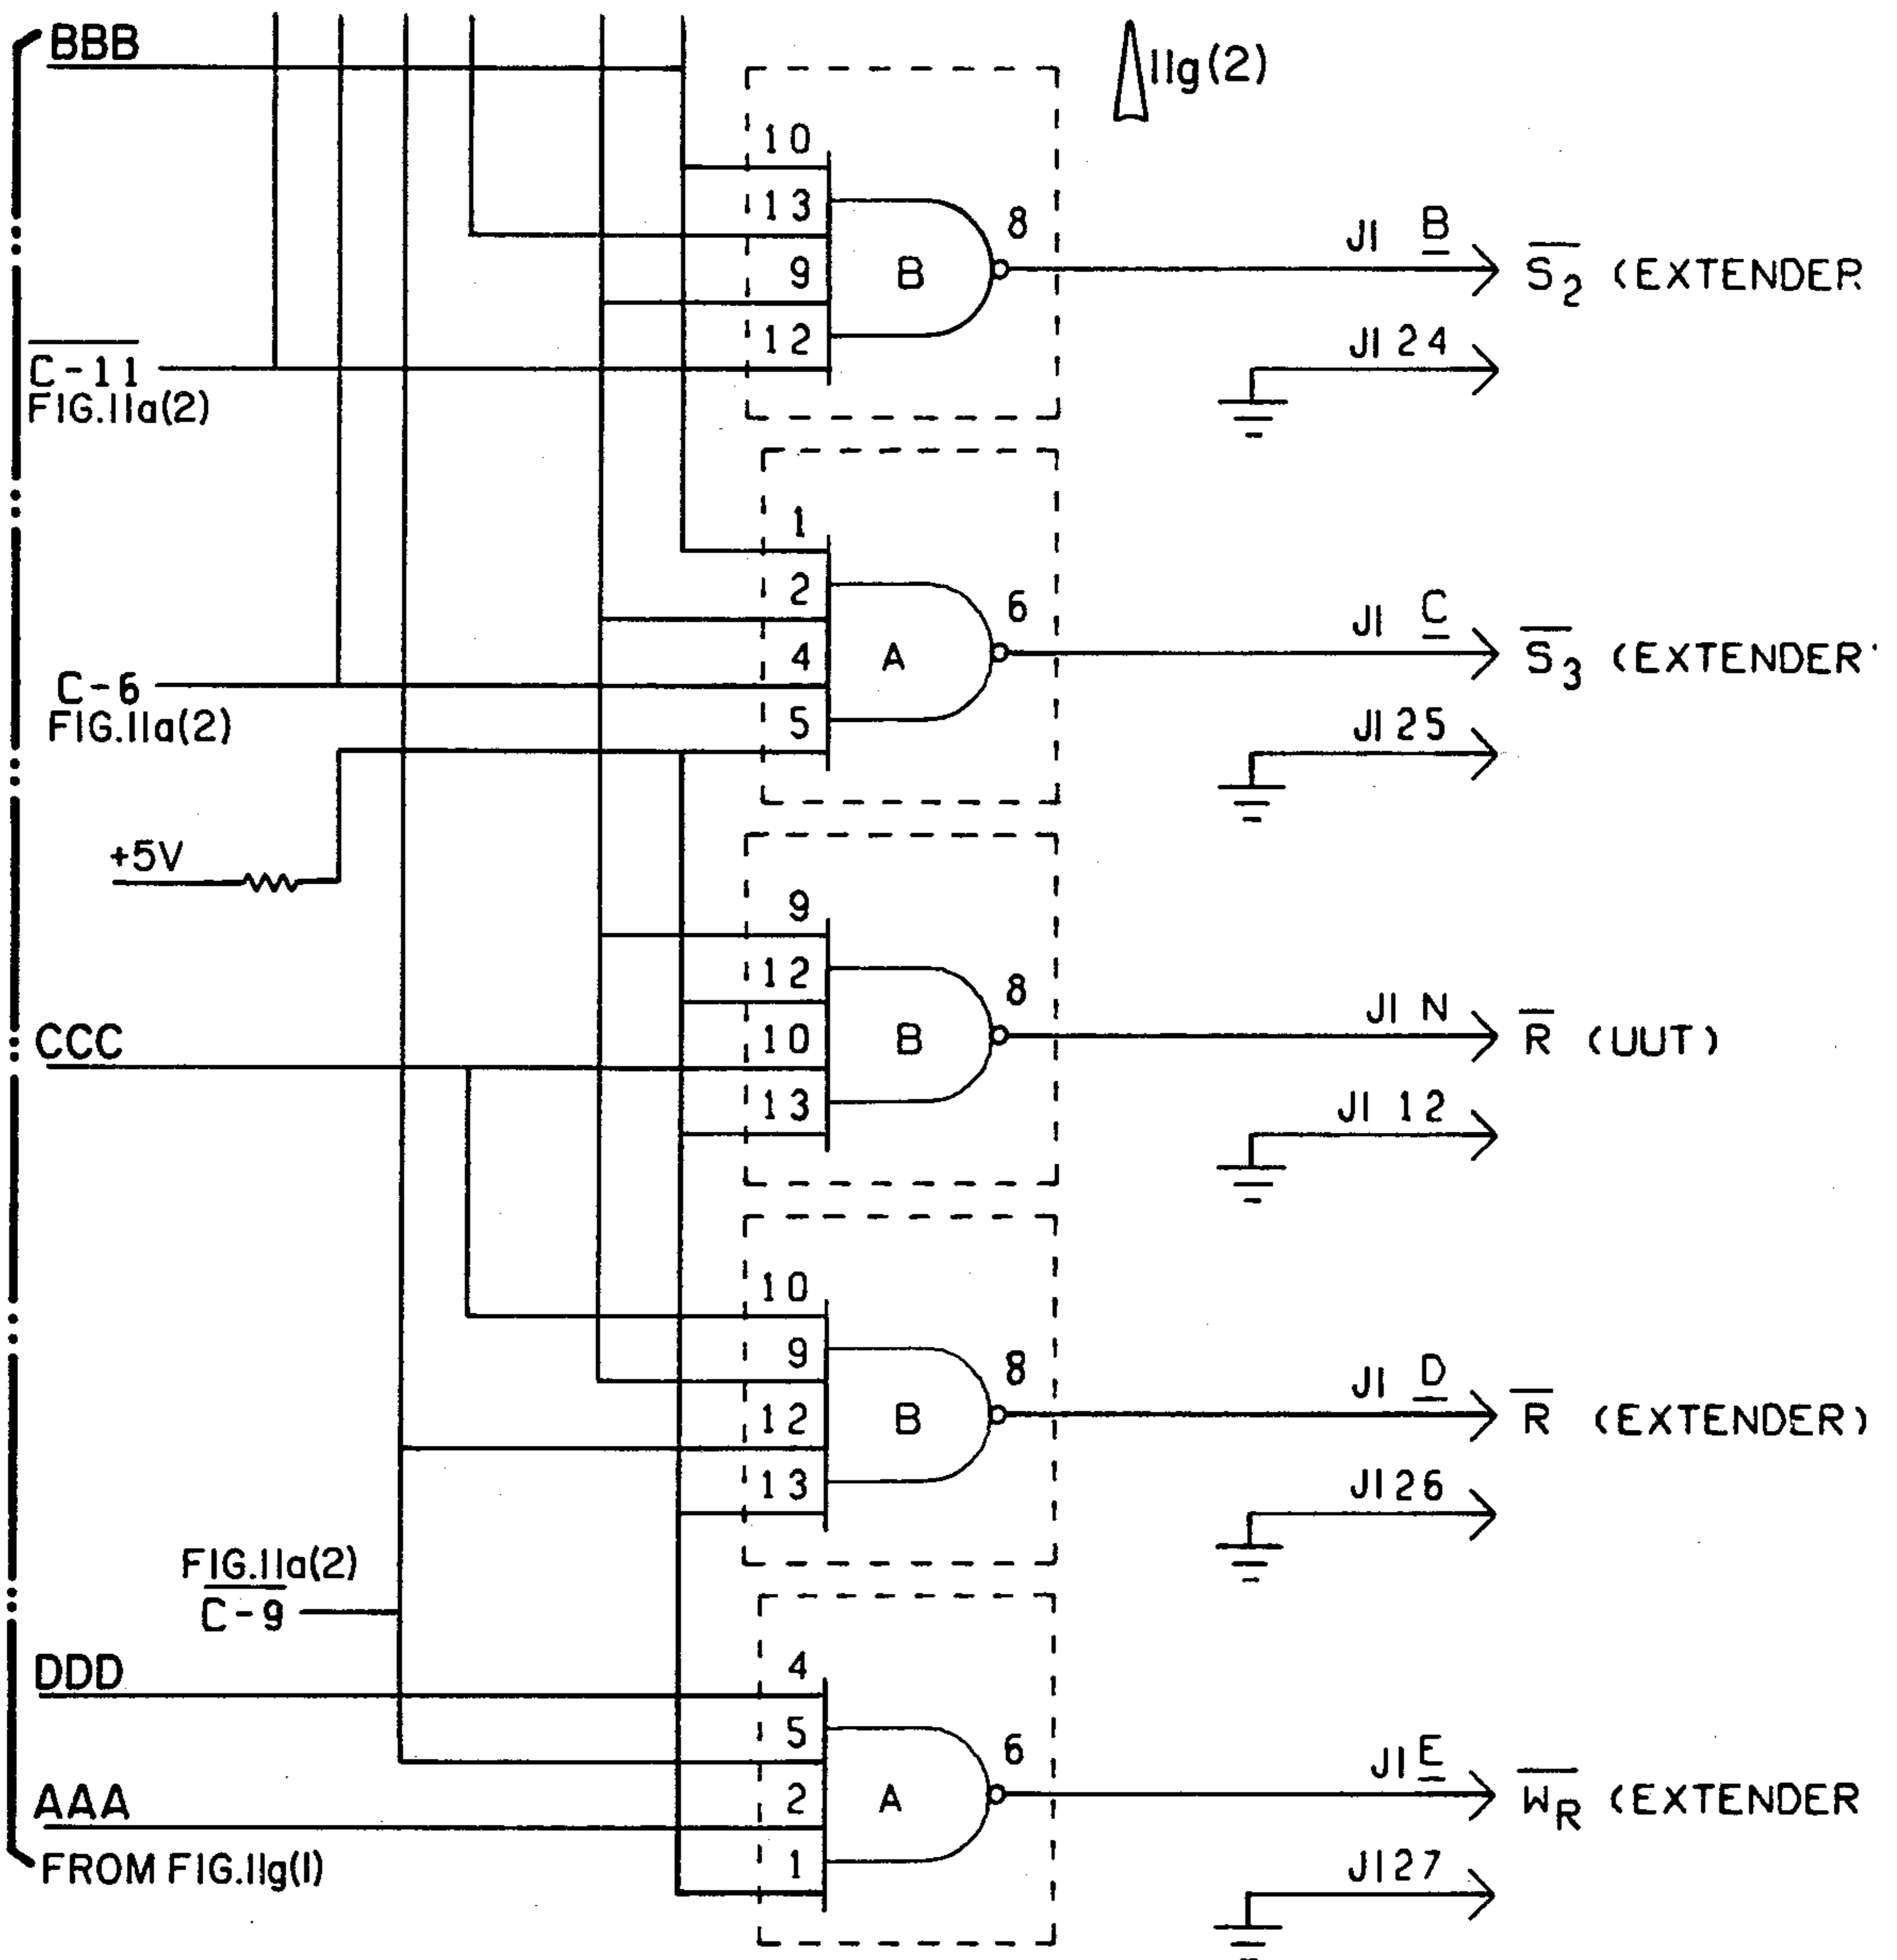 BBB
11g(2)
10
13
8
J1 B
9
B
S2 (EXTENDER
12
J1 24
C-11
FIG.11a(2)
1
2
6
J1 C
4
A
S3 (EXTENDER
C-6
FIG.11a(2)
5
J1 25
+5V
9
12
8
J1 N
CCC
10
B
R (UUT)
13
J1 12
10
9
8
J1 D
12
B
R (EXTENDER)
13
J1 26
FIG.11a(2)
C-9
DDD
4
5
6
J1 E
AAA
2
A
WR (EXTENDER
FROM FIG.11g(1)
1
J1 27